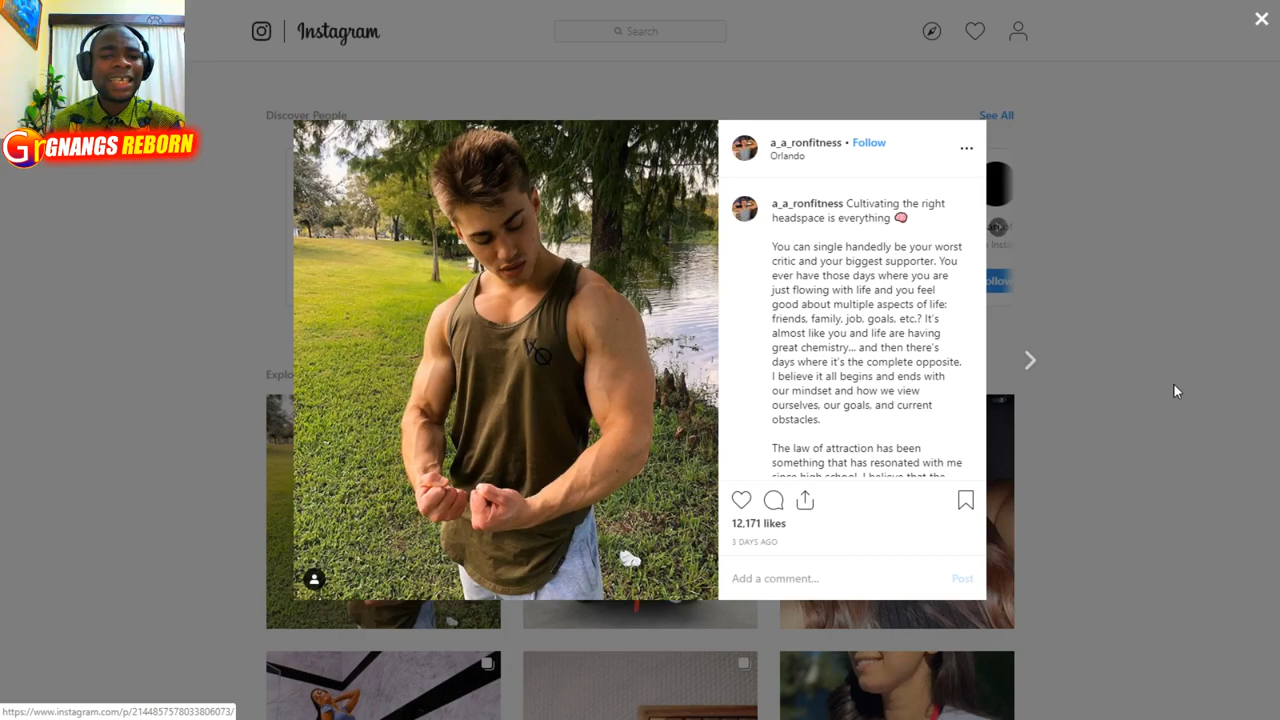 Instagram
Search
GNANGS REBORN
Discover People
See All
a_a_ronfitness • Follow
Orlando
a_a_ronfitness Cultivating the right
headspace is everything
You can single handedly be your worst
critic and your biggest supporter. You
ever have those days where you are
just flowing with life and you feel
good about multiple aspects of life:
friends, family, job, goals, etc.? It's
almost like you and life are having
great chemistry... and then there's
days where it's the complete opposite.
I believe it all begins and ends with
our mindset and how we view
ourselves, our goals, and current
obstacles.
The law of attraction has been
something that has resonated with me
since high school. I believe that the
12,171 likes
3 DAYS AGO
Add a comment...
Post
https://www.instagram.com/p/2144857578033806073/